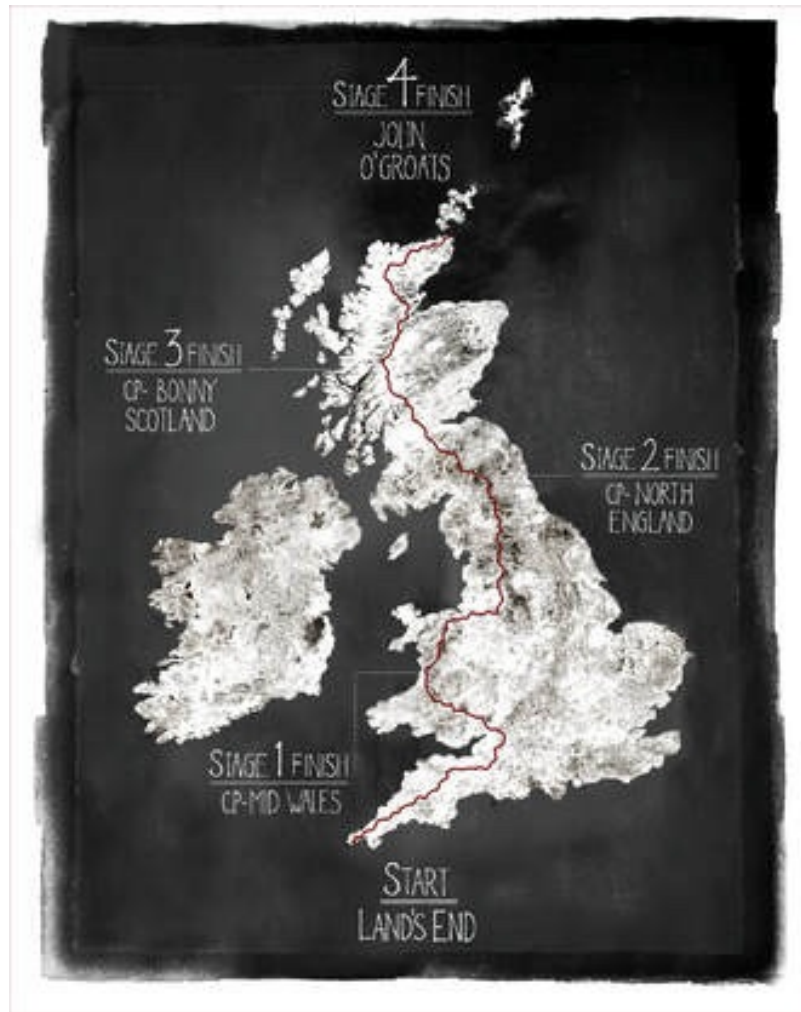 STAGE 4 FINISH
JOHN
O'GROATS
STAGE 3 FINISH
CP- BONNY
SCOTLAND
STAGE 2 FINISH
CP-NORTH
ENGLAND
STAGE 1 FINISH
CP-MID WALES
START
LAND'S END